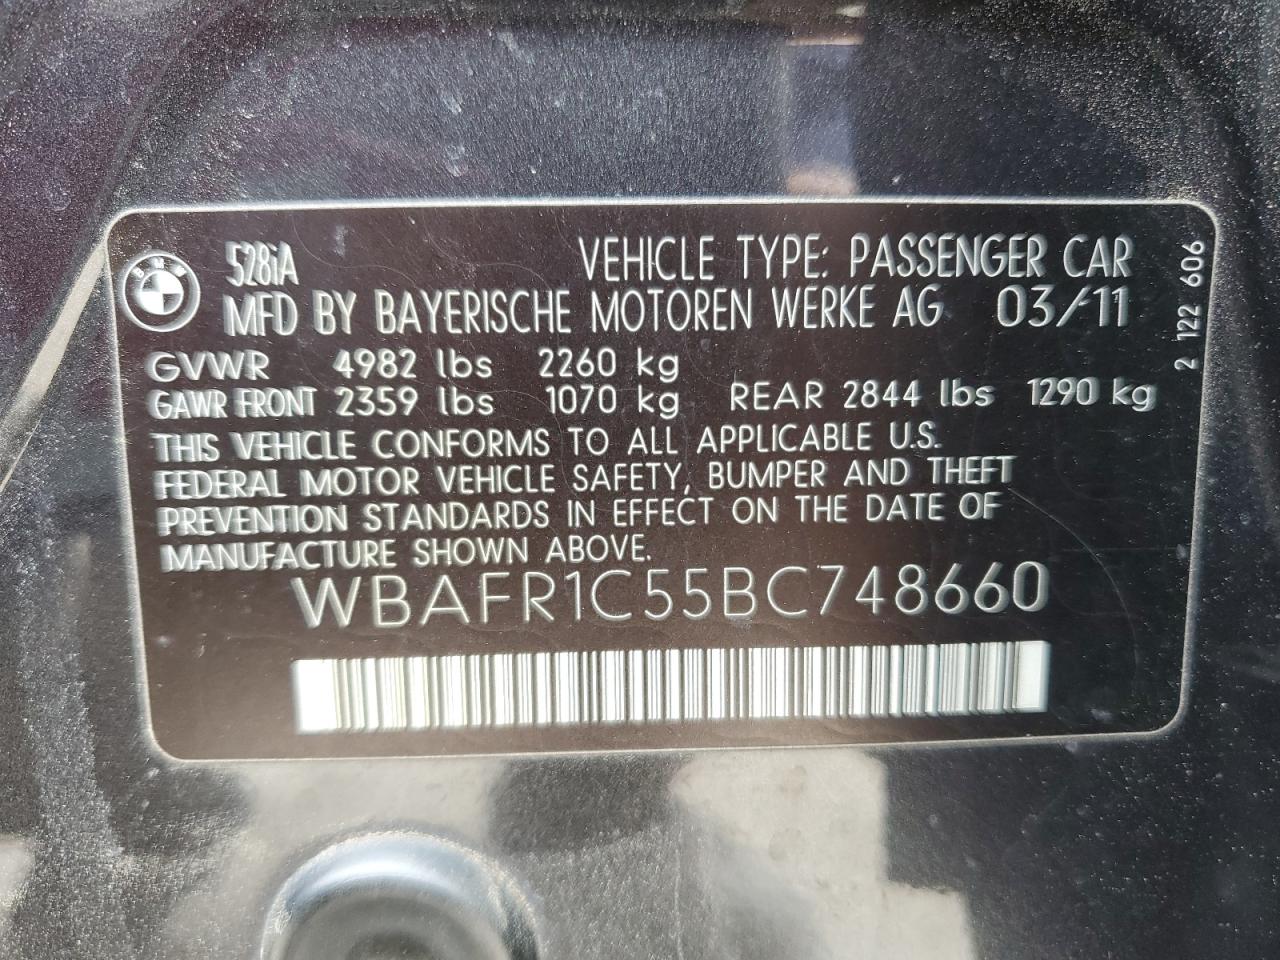 BMW
528iA VEHICLE TYPE: PASSENGER CAR
MFD BY BAYERISCHE MOTOREN WERKE AG 03/11
GVWR 4982 lbs 2260 kg
GAWR FRONT 2359 lbs 1070 kg REAR 2844 lbs 1290 kg
THIS VEHICLE CONFORMS TO ALL APPLICABLE U.S.
FEDERAL MOTOR VEHICLE SAFETY, BUMPER AND THEFT
PREVENTION STANDARDS IN EFFECT ON THE DATE OF
MANUFACTURE SHOWN ABOVE.
WBAFR1C55BC748660
2 122 606